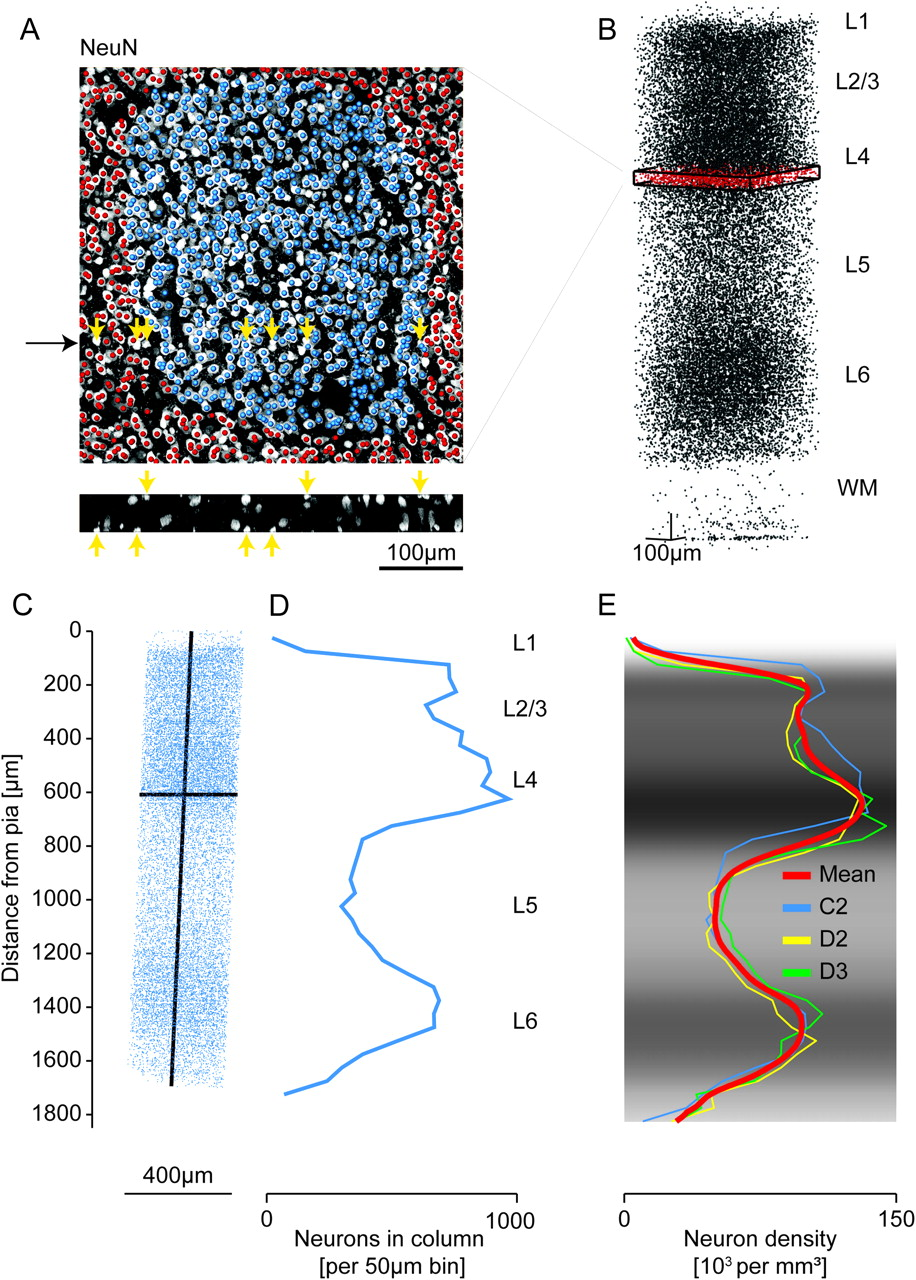 A
NeuN
100µm
B
L1
L2/3
L4
L5
L6
WM
100µm
C
Distance from pia [µm]
0
200
400
600
800
1000
1200
1400
1600
1800
400µm
D
L1
L2/3
L4
L5
L6
0
1000
Neurons in column
[per 50µm bin]
E
Mean
C2
D2
D3
0
150
Neuron density
[10³ per mm³]